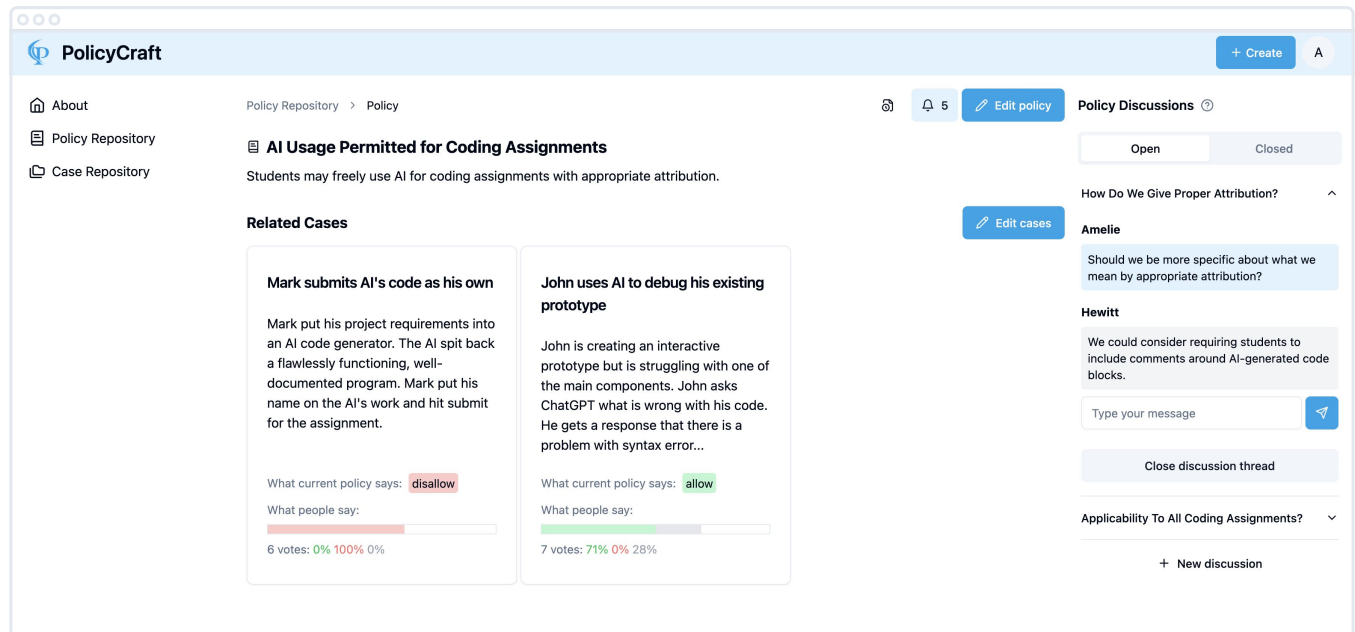 PolicyCraft
+ Create
A
About
Policy Repository
Case Repository
Policy Repository > Policy
5
Edit policy
AI Usage Permitted for Coding Assignments
Students may freely use AI for coding assignments with appropriate attribution.
Related Cases
Edit cases
Mark submits AI's code as his own
Mark put his project requirements into
an AI code generator. The AI spit back
a flawlessly functioning, well-
documented program. Mark put his
name on the AI's work and hit submit
for the assignment.
What current policy says: disallow
What people say:
6 votes: 0% 100% 0%
John uses AI to debug his existing
prototype
John is creating an interactive
prototype but is struggling with one of
the main components. John asks
ChatGPT what is wrong with his code.
He gets a response that there is a
problem with syntax error...
What current policy says: allow
What people say:
7 votes: 71% 0% 28%
Policy Discussions
Open
Closed
How Do We Give Proper Attribution?
Amelie
Should we be more specific about what we
mean by appropriate attribution?
Hewitt
We could consider requiring students to
include comments around AI-generated code
blocks.
Type your message
Close discussion thread
Applicability To All Coding Assignments?
+ New discussion